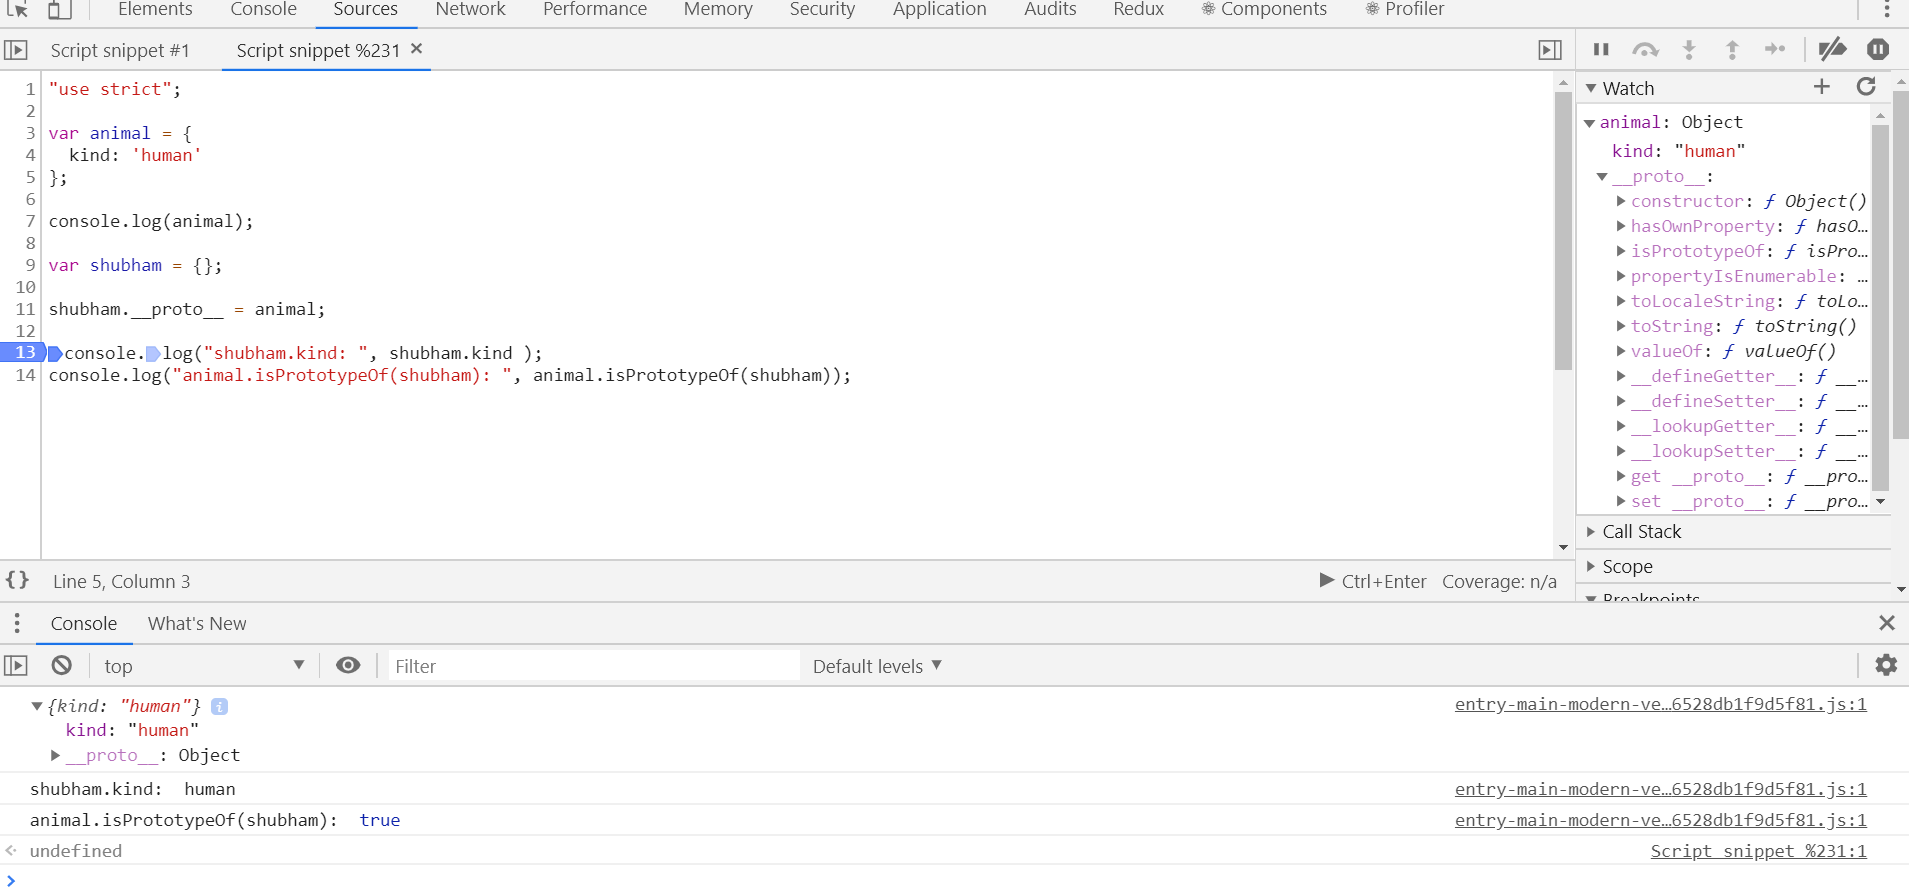 Elements Console Sources Network Performance Memory Security Application Audits Redux Components Profiler
Script snippet #1 Script snippet %231 ×
1 "use strict";
2
3 var animal = {
4 kind: 'human'
5 };
6
7 console.log(animal);
8
9 var shubham = {};
10
11 shubham.__proto__ = animal;
12
13 console.log("shubham.kind: ", shubham.kind );
14 console.log("animal.isPrototypeOf(shubham): ", animal.isPrototypeOf(shubham));
Watch
animal: Object
kind: "human"
__proto__:
constructor: ƒ Object()
hasOwnProperty: ƒ hasO…
isPrototypeOf: ƒ isPro…
propertyIsEnumerable: …
toLocaleString: ƒ toLo…
toString: ƒ toString()
valueOf: ƒ valueOf()
__defineGetter__: ƒ __…
__defineSetter__: ƒ __…
__lookupGetter__: ƒ __…
__lookupSetter__: ƒ __…
get __proto__: ƒ __pro…
set __proto__: ƒ __pro…
Call Stack
Scope
Breakpoints
{} Line 5, Column 3 Ctrl+Enter Coverage: n/a
Console What's New
top Filter Default levels
{kind: "human"} i entry-main-modern-ve…6528db1f9d5f81.js:1
kind: "human"
__proto__: Object
shubham.kind: human entry-main-modern-ve…6528db1f9d5f81.js:1
animal.isPrototypeOf(shubham): true entry-main-modern-ve…6528db1f9d5f81.js:1
undefined Script snippet %231:1